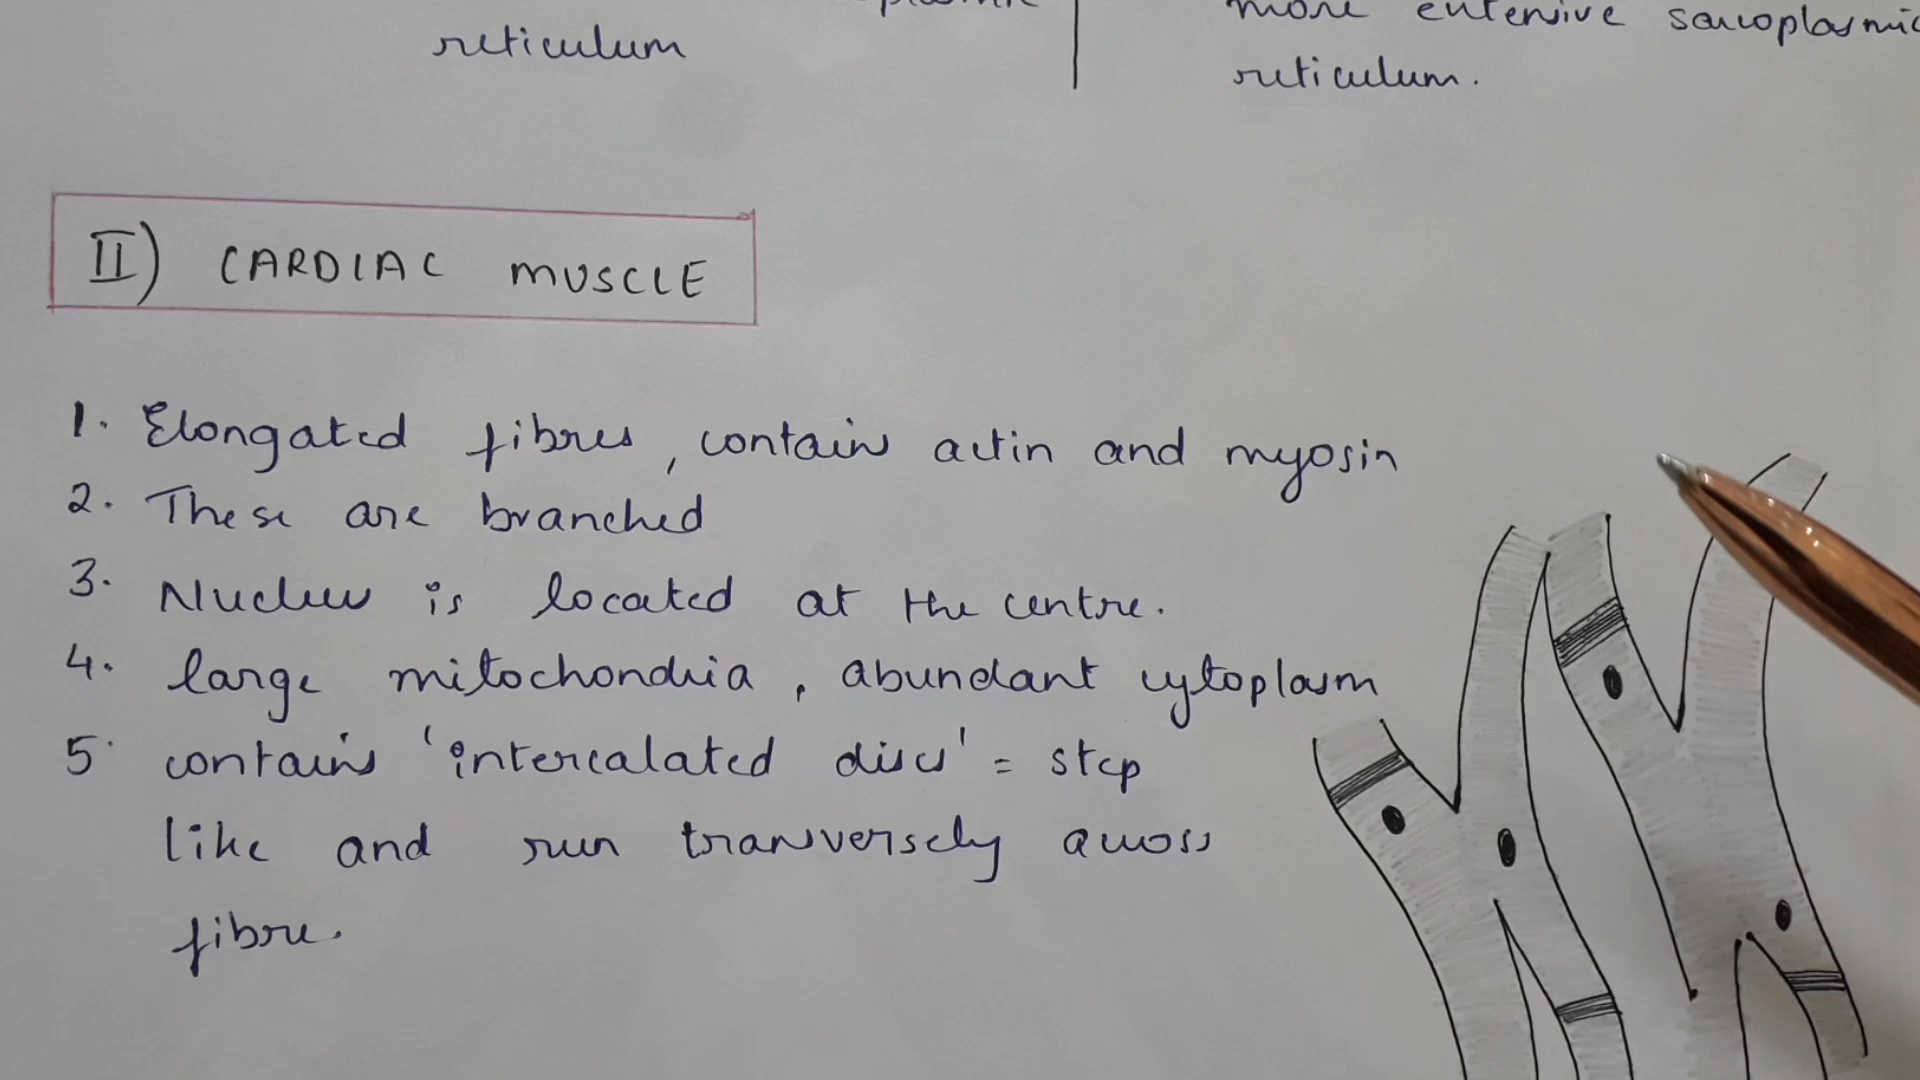 reticulum
more extensive sarcoplasmic
reticulum.
II) CARDIAC MUSCLE
1. Elongated fibres, contain actin and myosin
2. These are branched
3. Nucleus is located at the centre.
4. large mitochondria, abundant cytoplasm
5. contains 'intercalated discs' = step
like and run transversely across
fibre.